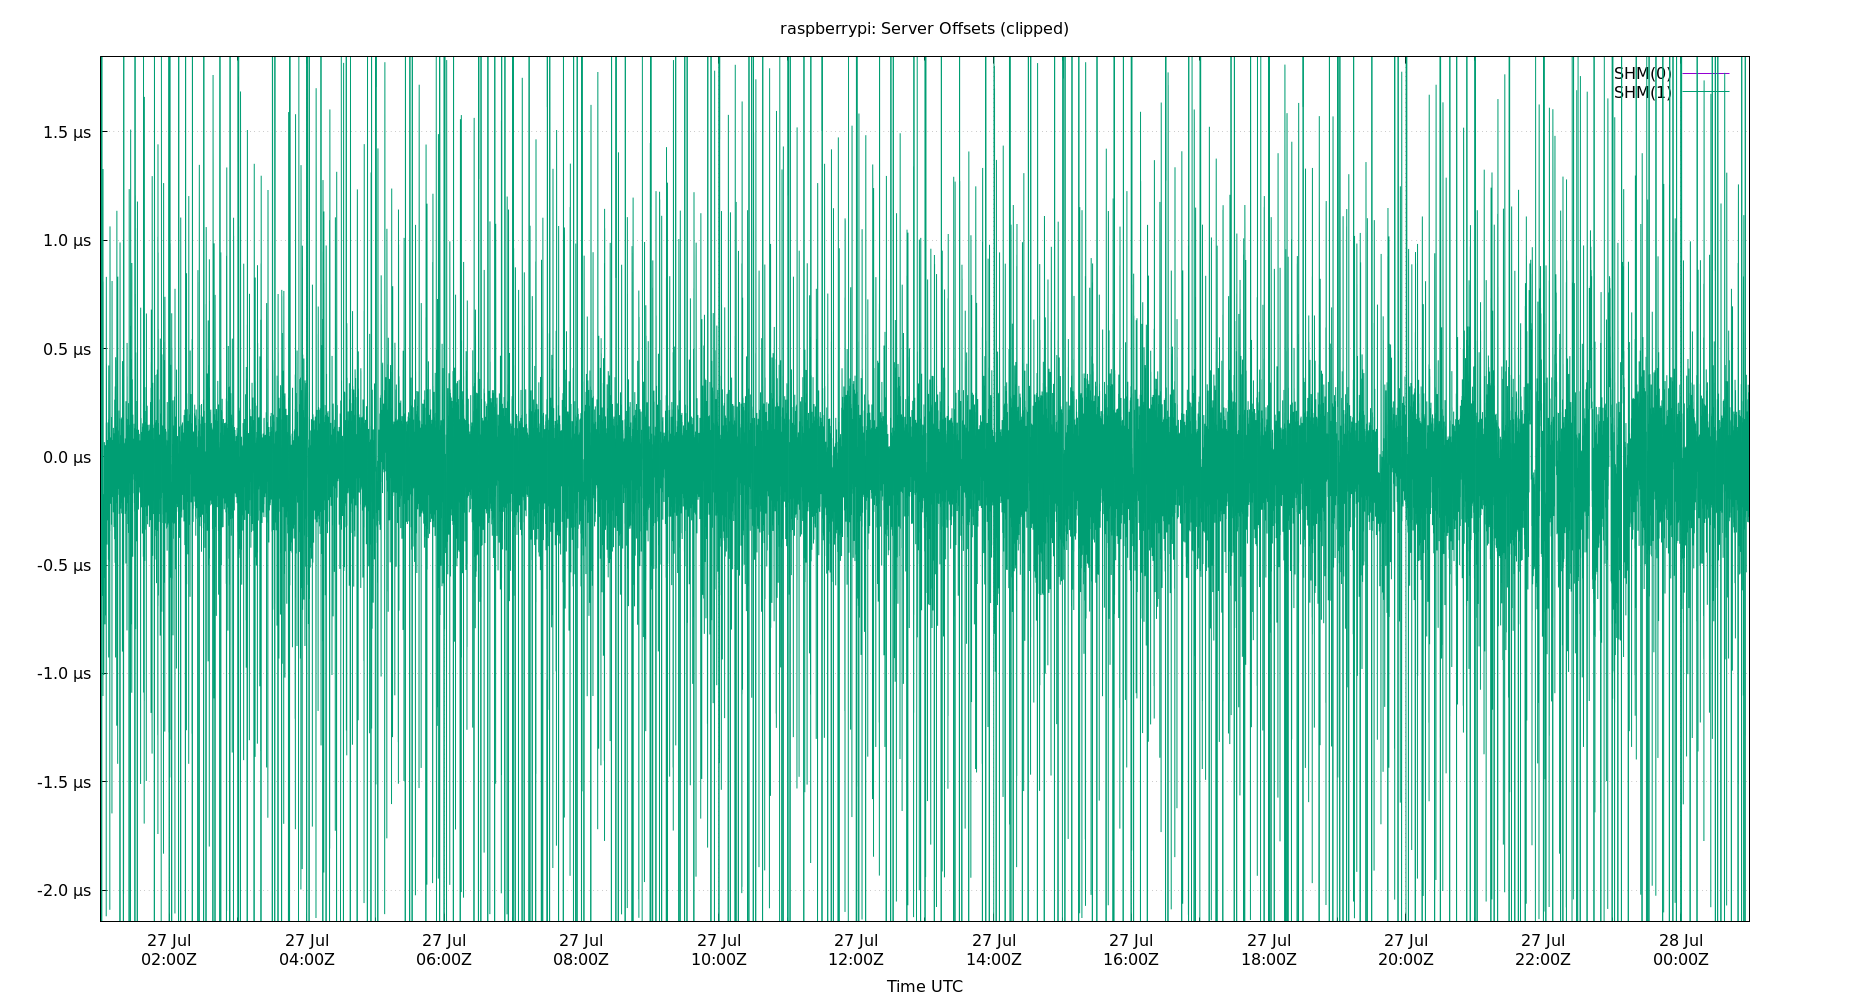 raspberrypi: Server Offsets (clipped)
SHM(0)
SHM(1)
1.5 µs
1.0 µs
0.5 µs
0.0 µs
-0.5 µs
-1.0 µs
-1.5 µs
-2.0 µs
27 Jul 27 Jul 27 Jul 27 Jul 27 Jul 27 Jul 27 Jul 27 Jul 27 Jul 27 Jul 27 Jul 28 Jul
02:00Z 04:00Z 06:00Z 08:00Z 10:00Z 12:00Z 14:00Z 16:00Z 18:00Z 20:00Z 22:00Z 00:00Z
Time UTC